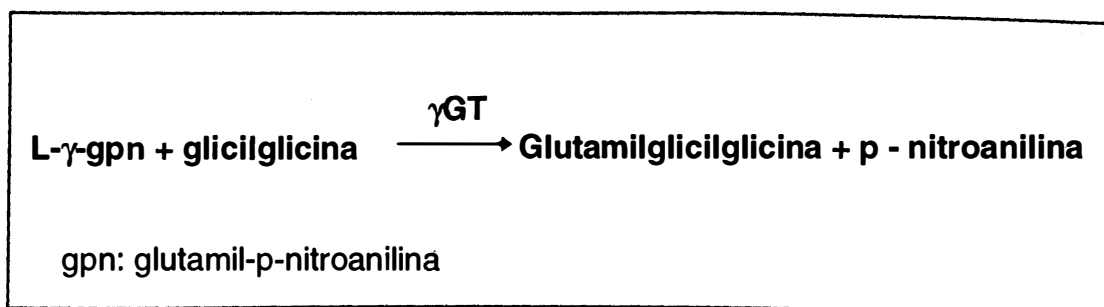 γGT
L-γ-gpn + glicilglicina → Glutamilglicilglicina + p - nitroanilina
gpn: glutamil-p-nitroanilina